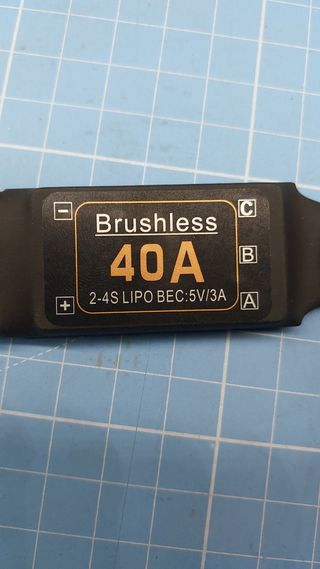 - C
Brushless
B
40A
2-4S LIPO BEC:5V/3A
+ A